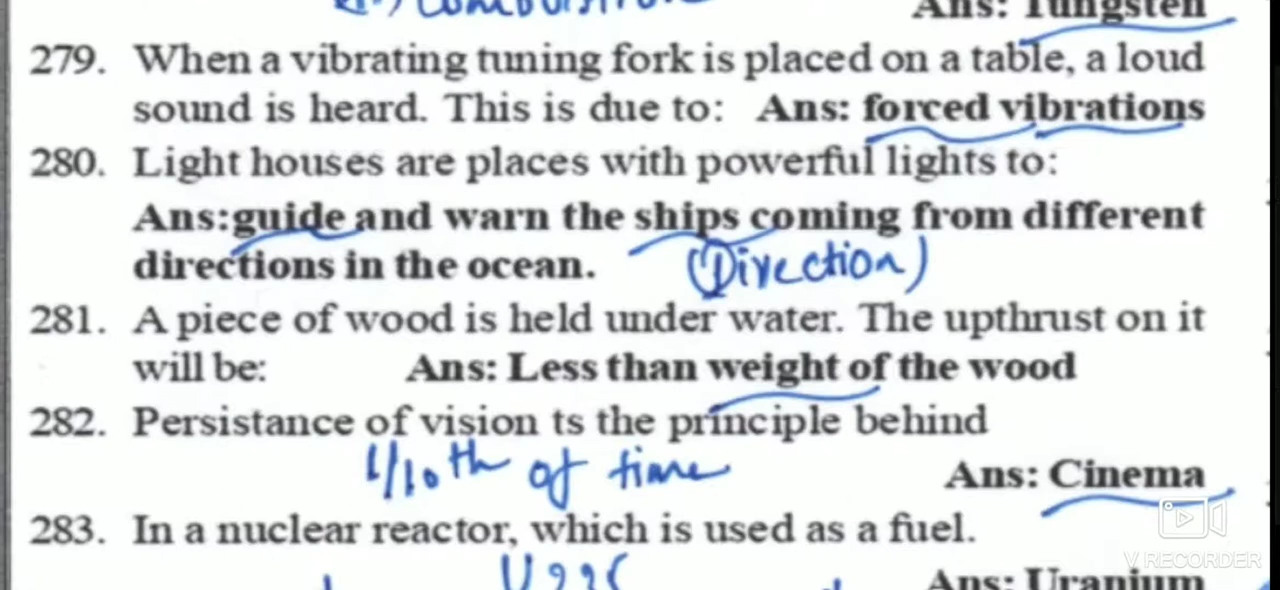 Ans: Tungsten
279. When a vibrating tuning fork is placed on a table, a loud
sound is heard. This is due to: Ans: forced vibrations
280. Light houses are places with powerful lights to:
Ans:guide and warn the ships coming from different
directions in the ocean. (Direction)
281. A piece of wood is held under water. The upthrust on it
will be: Ans: Less than weight of the wood
282. Persistance of vision ts the principle behind
1/10th of time
Ans: Cinema
283. In a nuclear reactor, which is used as a fuel.
Ans: Uranium
V RECORDER